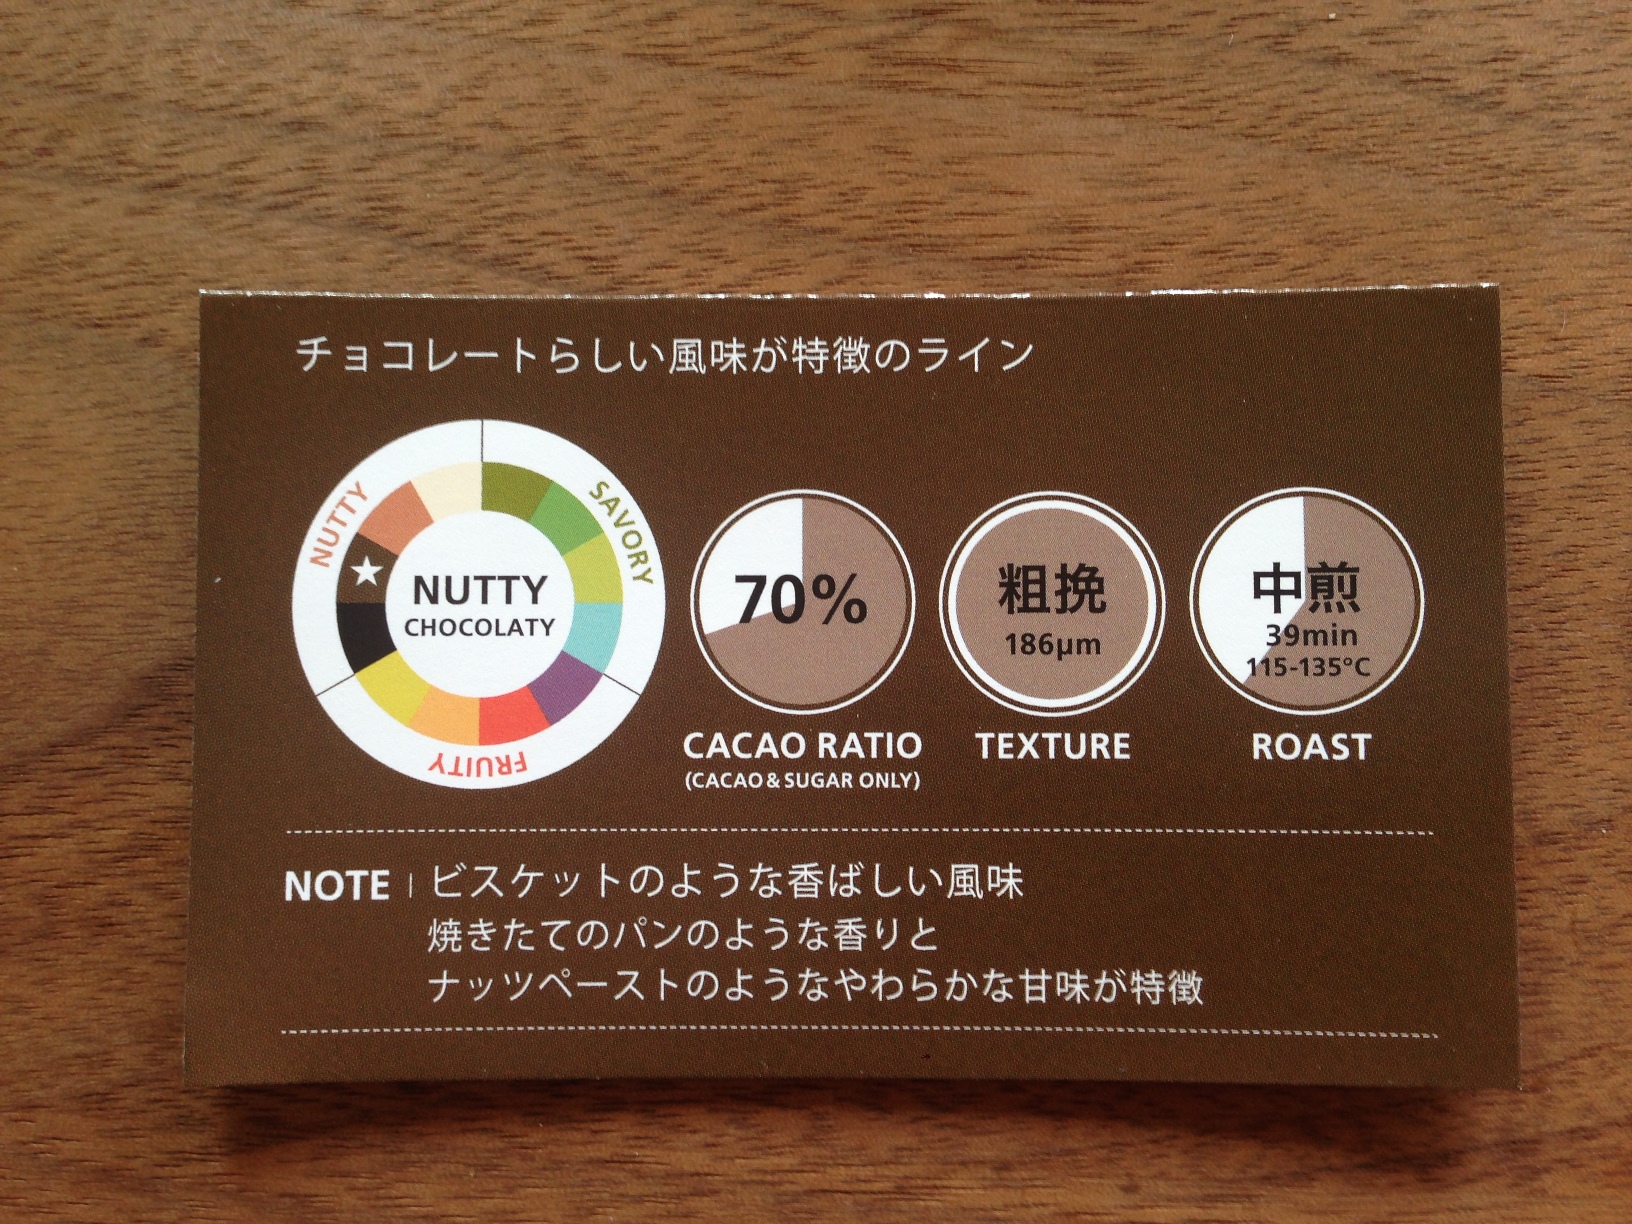 チョコレートらしい風味が特徴のライン
NUTTY
SAVORY
FRUITY
NUTTY
CHOCOLATY
70%
CACAO RATIO
(CACAO&SUGAR ONLY)
粗挽
186μm
TEXTURE
中煎
39min
115-135°C
ROAST
NOTE | ビスケットのような香ばしい風味
焼きたてのパンのような香りと
ナッツペーストのようなやわらかな甘味が特徴